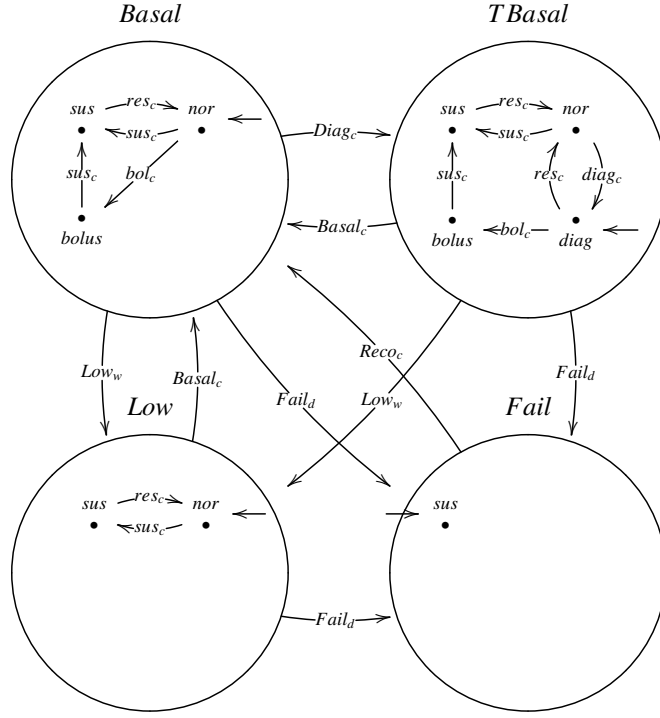 Basal TBasal
sus res_c nor sus res_c nor
sus_c Diag_c sus_c
sus_c bol_c sus_c res_c diag_c
bolus Basal_c bolus bol_c diag
Reco_c
Low_w Basal_c Fail_d Low_w Fail_d
Low Fail
sus res_c nor sus
sus_c
Fail_d